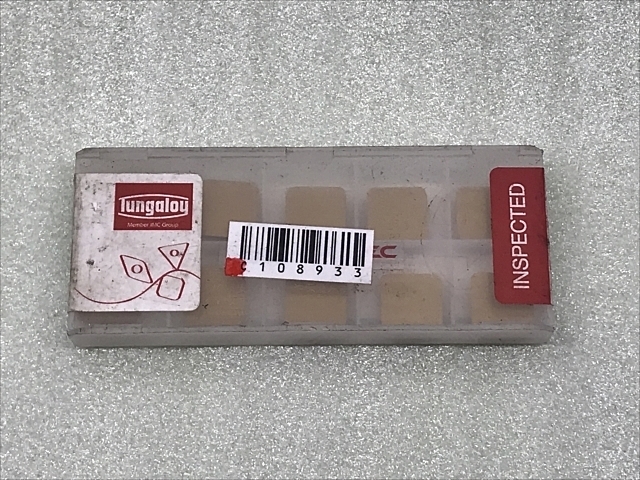 Tungaloy
Member IMC Group
INSPECTED
108933